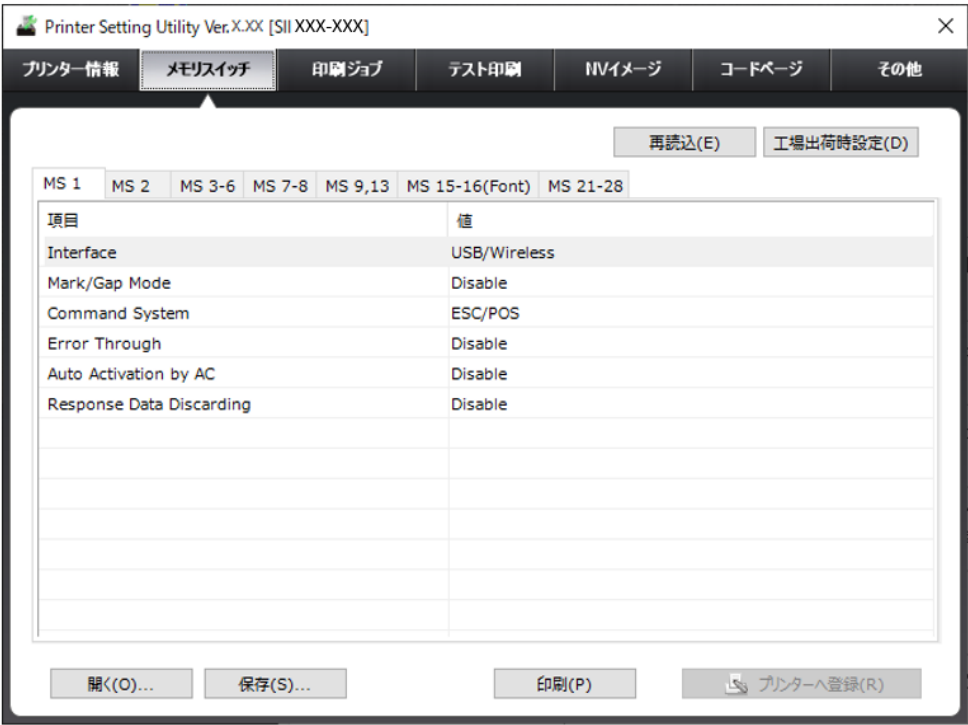 Printer Setting Utility Ver.X.XX [SII XXX-XXX]
プリンター情報 メモリスイッチ 印刷ジョブ テスト印刷 NVイメージ コードページ その他
再読込(E) 工場出荷時設定(D)
MS 1 MS 2 MS 3-6 MS 7-8 MS 9,13 MS 15-16(Font) MS 21-28
項目 値
Interface USB/Wireless
Mark/Gap Mode Disable
Command System ESC/POS
Error Through Disable
Auto Activation by AC Disable
Response Data Discarding Disable
開く(O)... 保存(S)... 印刷(P) プリンターへ登録(R)